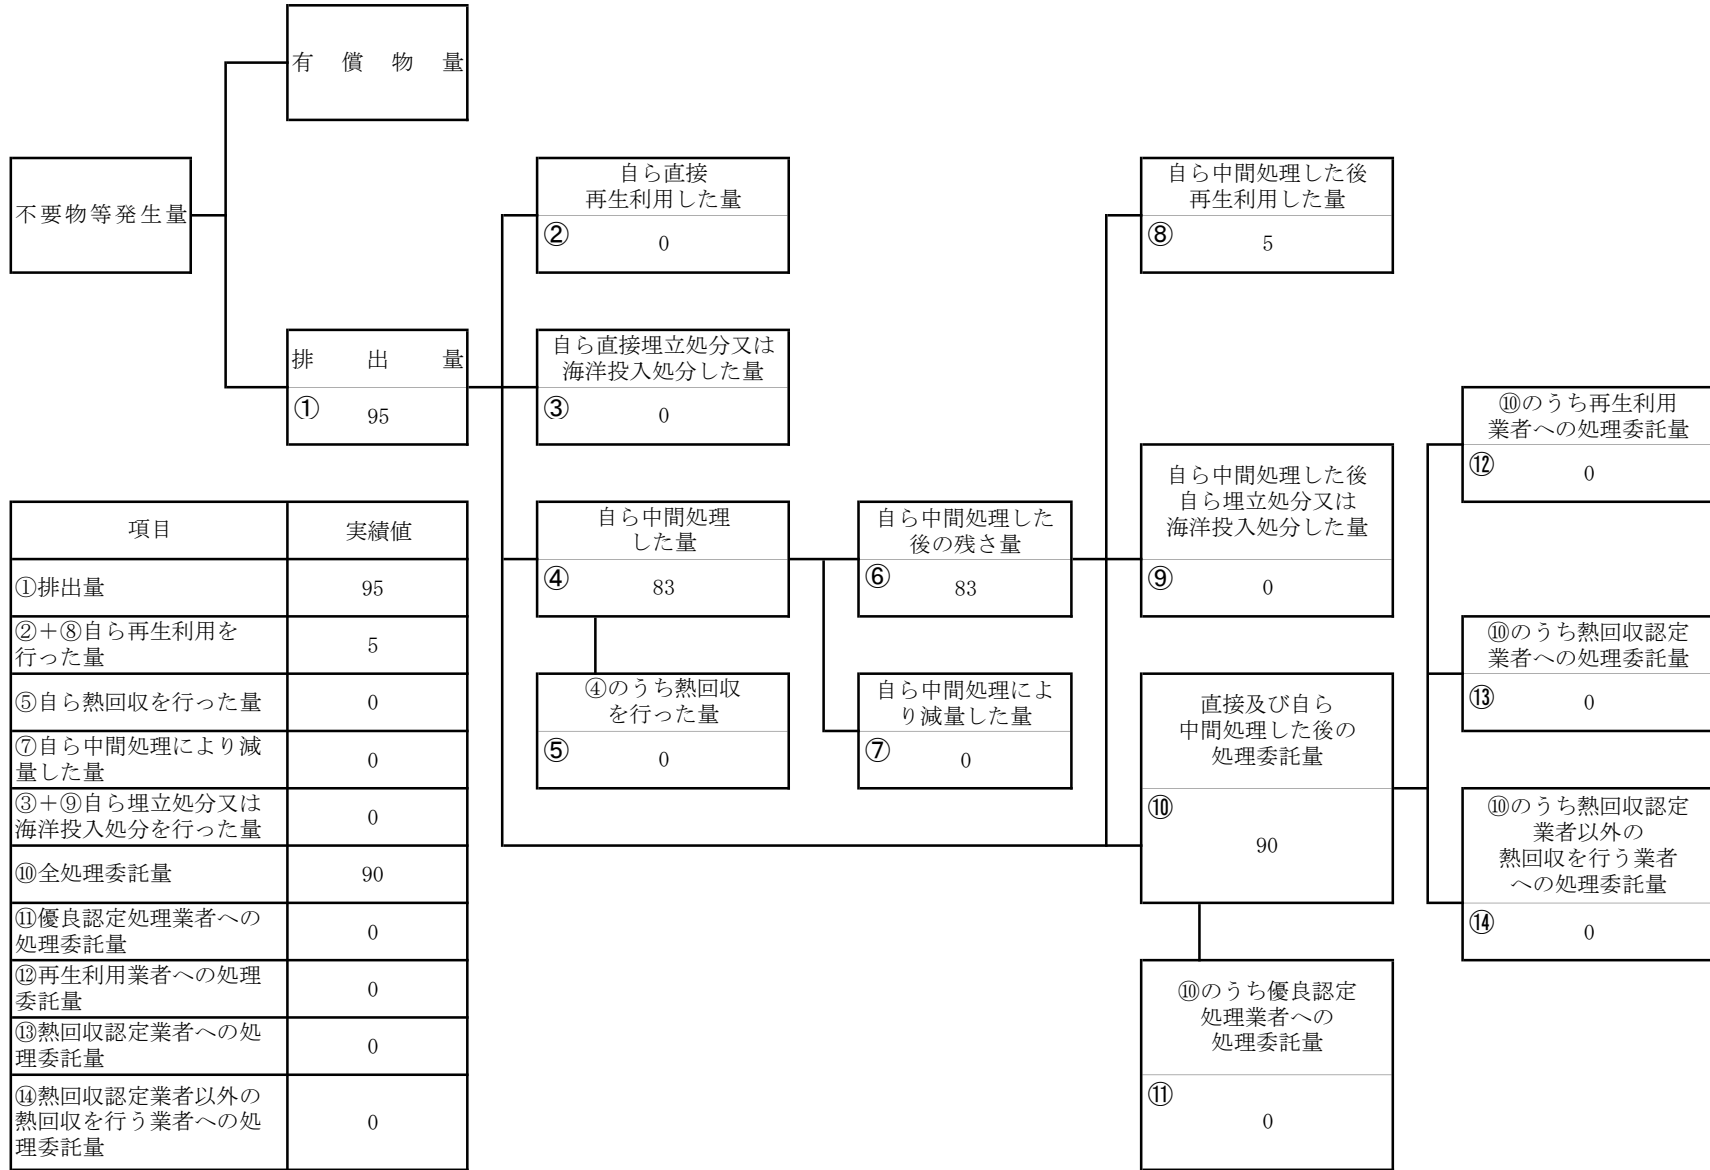 有償物量
不要物等発生量
自ら直接
再生利用した量
②
0
自ら中間処理した後
再生利用した量
⑧
5
排出量
①
95
自ら直接埋立処分又は
海洋投入処分した量
③
0
⑩のうち再生利用
業者への処理委託量
⑫
0
自ら中間処理
した量
④
83
自ら中間処理した
後の残さ量
⑥
83
自ら中間処理した後
自ら埋立処分又は
海洋投入処分した量
⑨
0
⑩のうち熱回収認定
業者への処理委託量
⑬
0
④のうち熱回収
を行った量
⑤
0
自ら中間処理によ
り減量した量
⑦
0
直接及び自ら
中間処理した後の
処理委託量
⑩
90
⑩のうち熱回収認定
業者以外の
熱回収を行う業者
への処理委託量
⑭
0
⑩のうち優良認定
処理業者への
処理委託量
⑪
0
項目 実績値
①排出量 95
②＋⑧自ら再生利用を
行った量 5
⑤自ら熱回収を行った量 0
⑦自ら中間処理により減
量した量 0
③＋⑨自ら埋立処分又は
海洋投入処分を行った量 0
⑩全処理委託量 90
⑪優良認定処理業者への
処理委託量 0
⑫再生利用業者への処理
委託量 0
⑬熱回収認定業者への処
理委託量 0
⑭熱回収認定業者以外の
熱回収を行う業者への処
理委託量 0